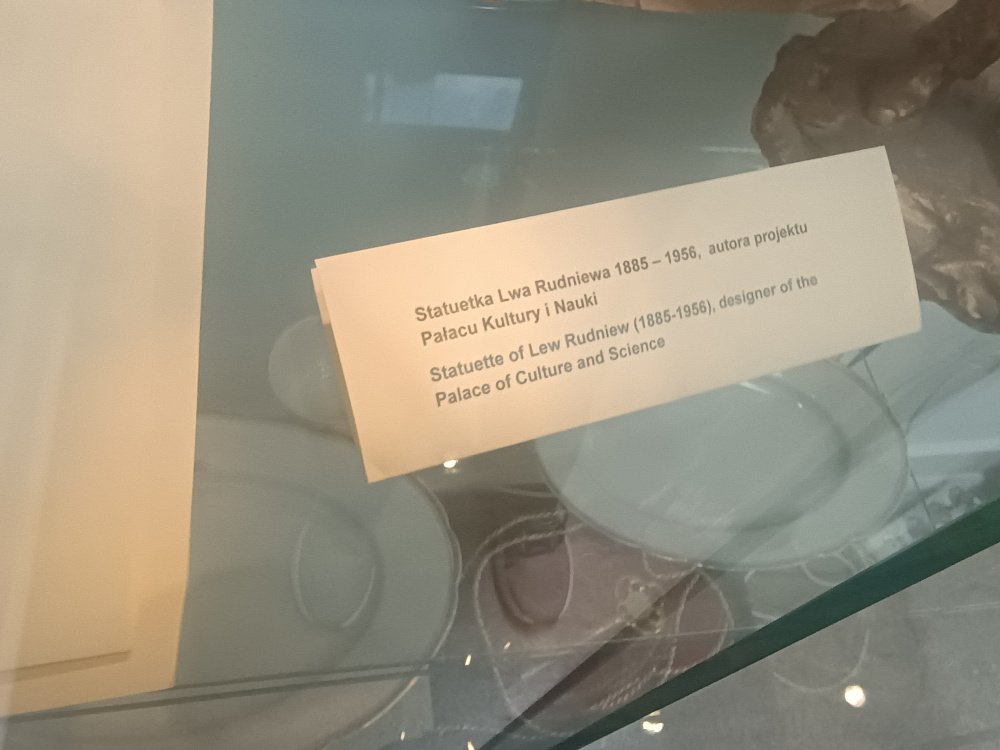 Statuetka Lwa Rudniewa 1885 – 1956, autora projektu
Pałacu Kultury i Nauki
Statuette of Lew Rudniew (1885-1956), designer of the
Palace of Culture and Science